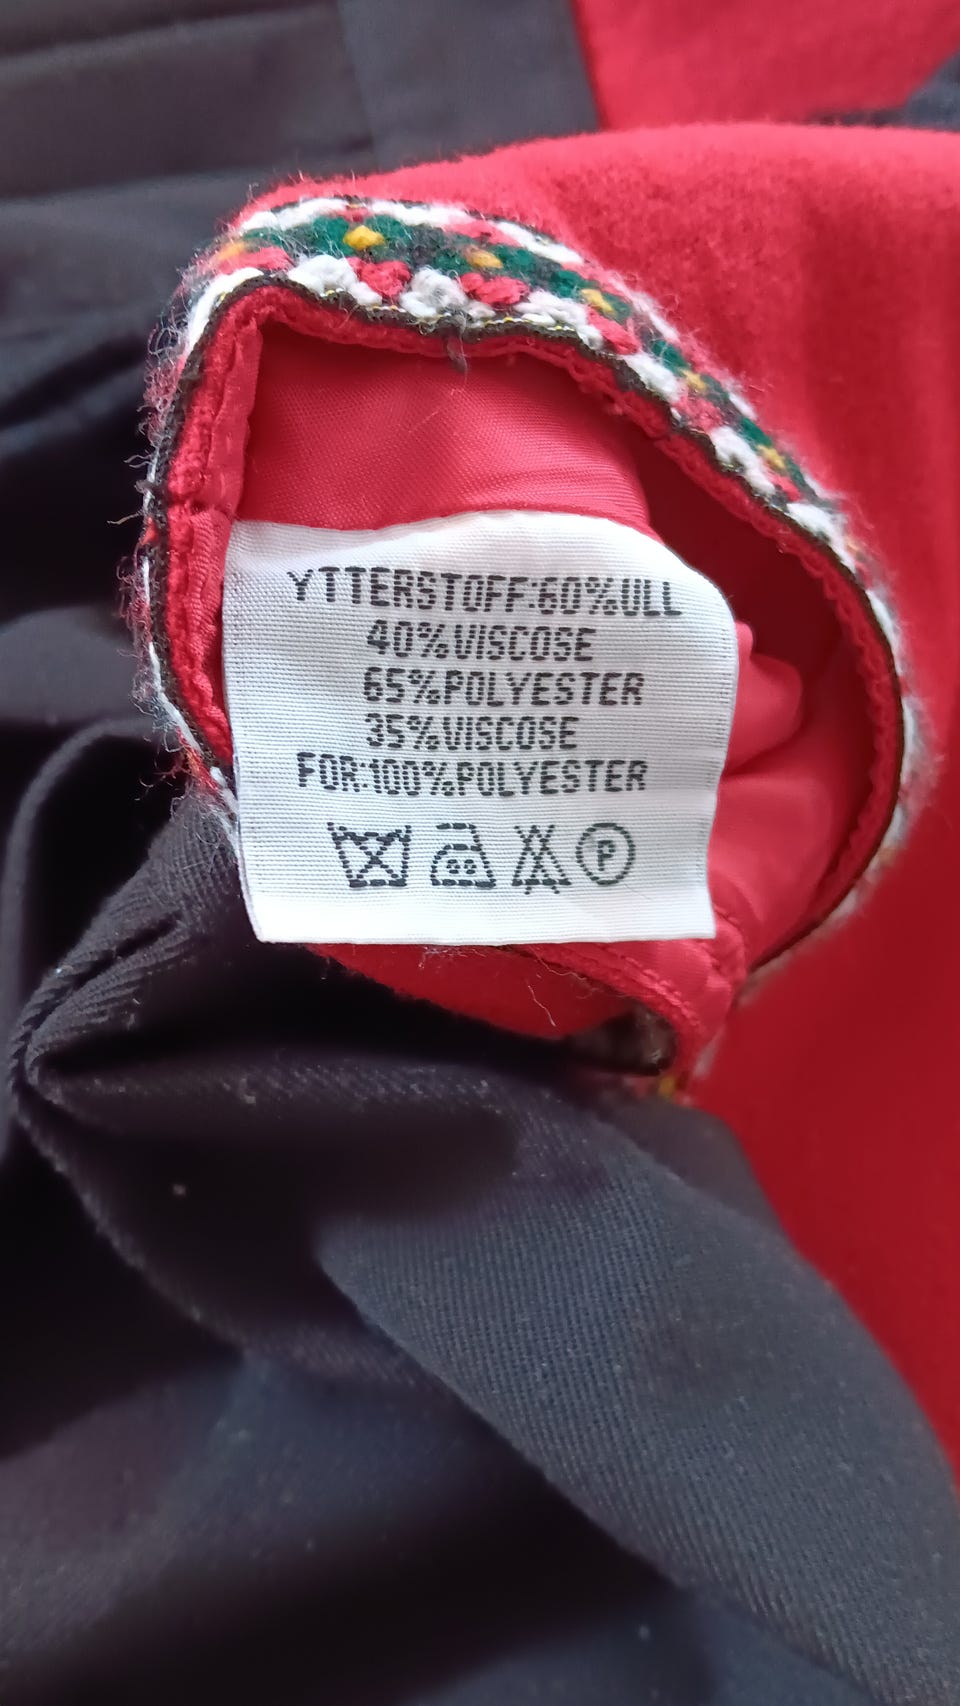 YTTERSTOFF:60%ULL
40%VISCOSE
65%POLYESTER
35%VISCOSE
FOR:100%POLYESTER
P